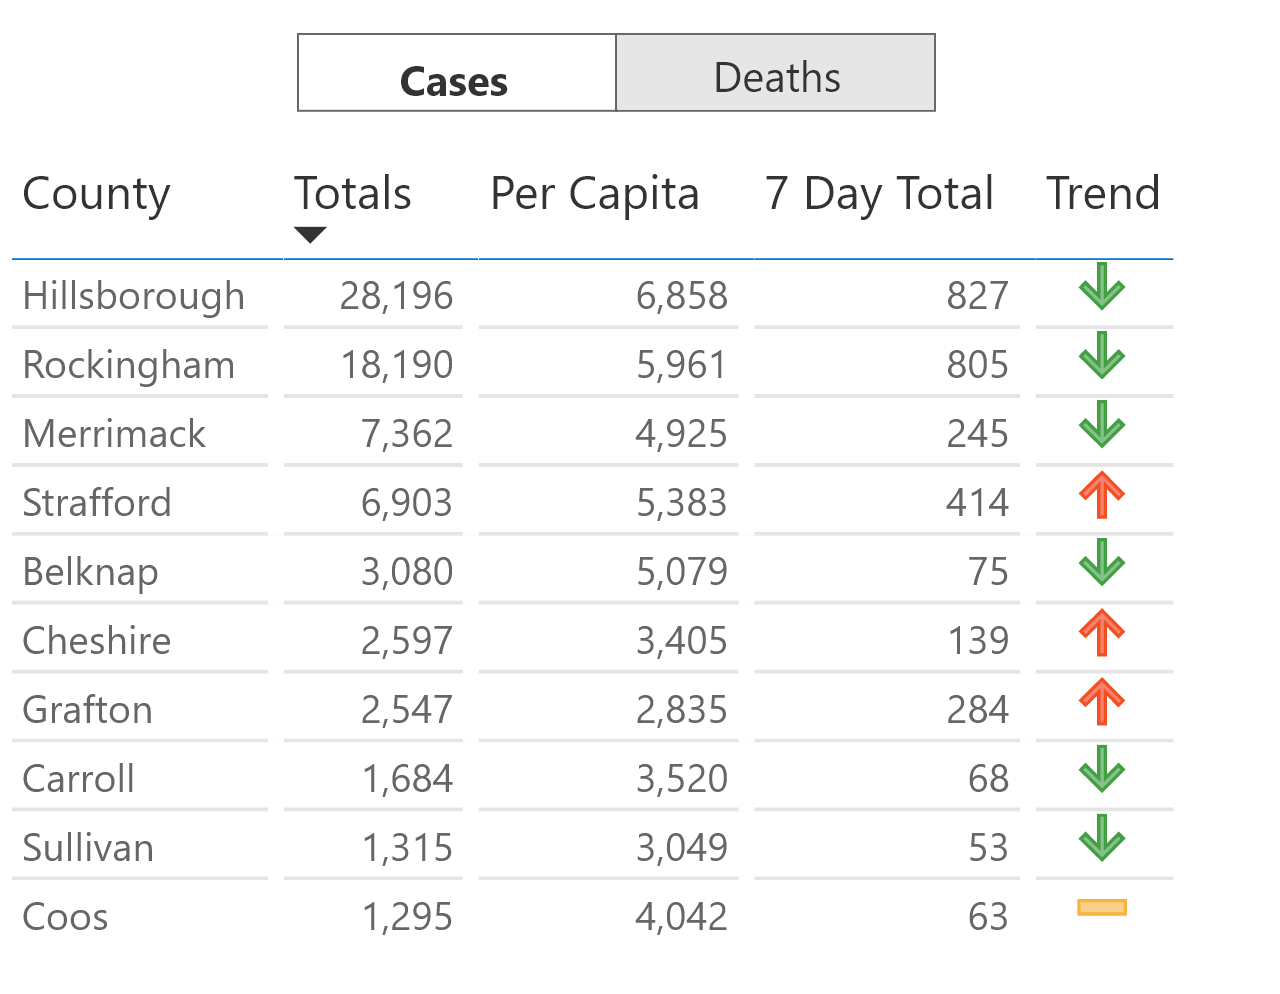 Cases Deaths
County Totals Per Capita 7 Day Total Trend
Hillsborough 28,196 6,858 827
Rockingham 18,190 5,961 805
Merrimack 7,362 4,925 245
Strafford 6,903 5,383 414
Belknap 3,080 5,079 75
Cheshire 2,597 3,405 139
Grafton 2,547 2,835 284
Carroll 1,684 3,520 68
Sullivan 1,315 3,049 53
Coos 1,295 4,042 63